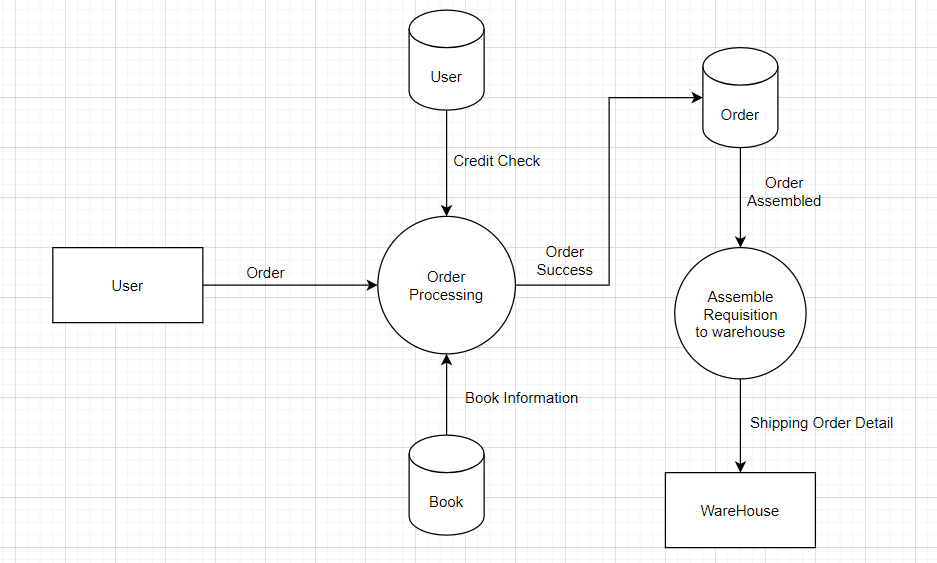 User
Order
Credit Check
Order
Assembled
Order
Success
User
Order
Order
Processing
Assemble
Requisition
to warehouse
Book Information
Shipping Order Detail
Book
WareHouse